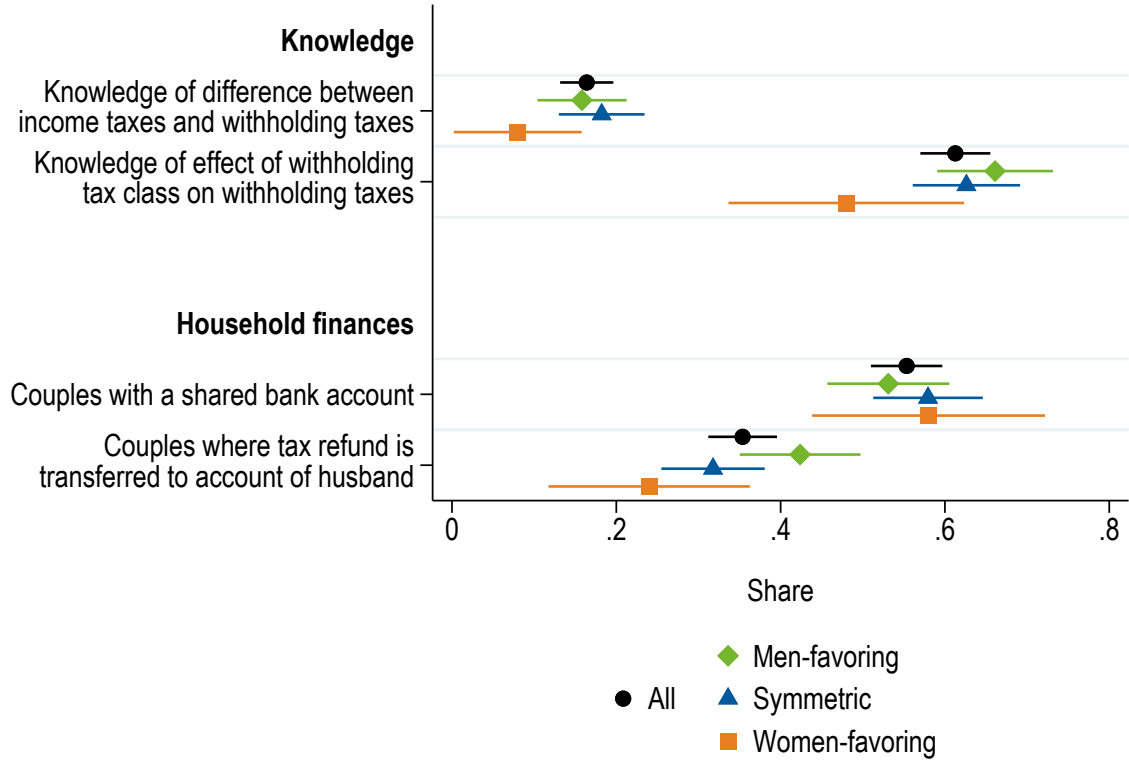 Knowledge
Knowledge of difference between
income taxes and withholding taxes
Knowledge of effect of withholding
tax class on withholding taxes
Household finances
Couples with a shared bank account
Couples where tax refund is
transferred to account of husband
0 .2 .4 .6 .8
Share
Men-favoring
All Symmetric
Women-favoring